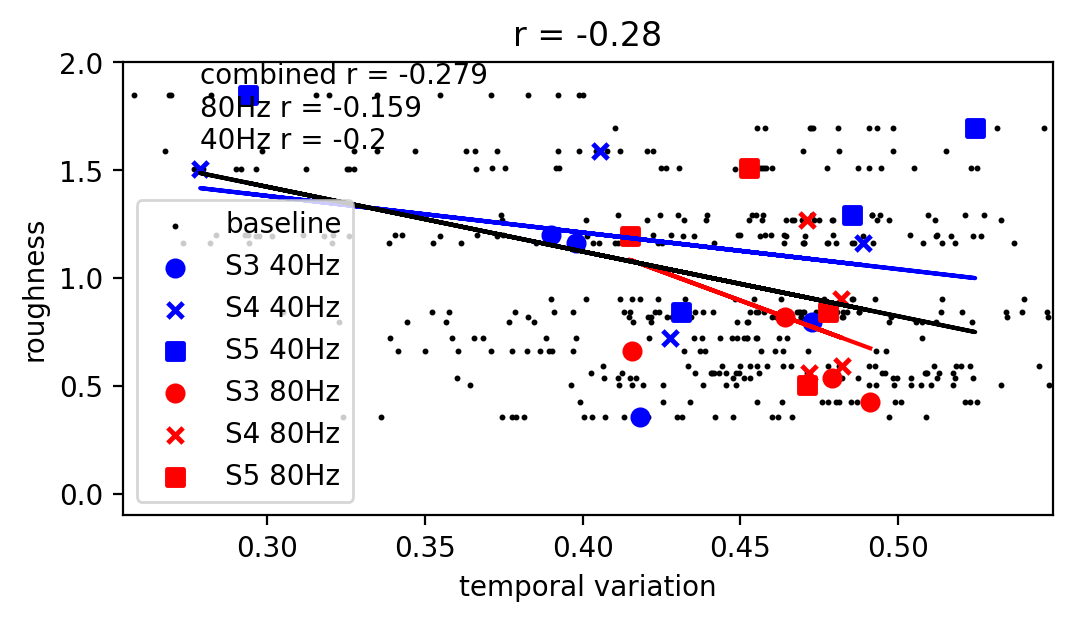 r = -0.28
combined r = -0.279
80Hz r = -0.159
40Hz r = -0.2
baseline
S3 40Hz
S4 40Hz
S5 40Hz
S3 80Hz
S4 80Hz
S5 80Hz
roughness
2.0
1.5
1.0
0.5
0.0
0.30 0.35 0.40 0.45 0.50
temporal variation